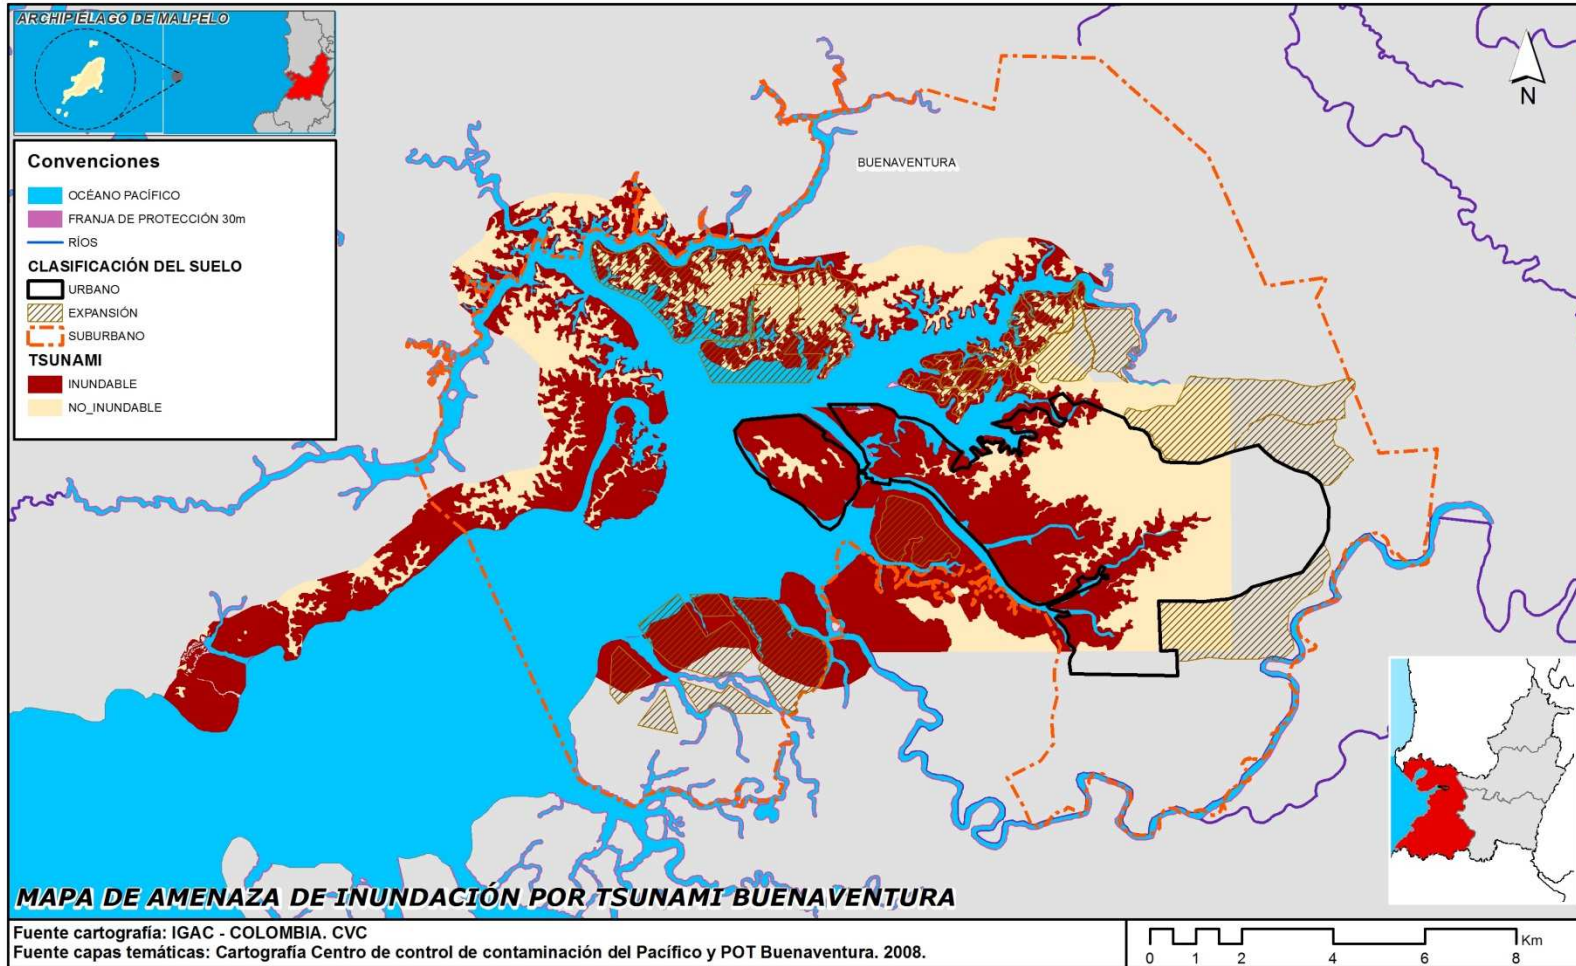 ARCHIPIÉLAGO DE MALPELO
N
BUENAVENTURA
Convenciones
OCÉANO PACÍFICO
FRANJA DE PROTECCIÓN 30m
RÍOS
CLASIFICACIÓN DEL SUELO
URBANO
EXPANSIÓN
SUBURBANO
TSUNAMI
INUNDABLE
NO_INUNDABLE
MAPA DE AMENAZA DE INUNDACIÓN POR TSUNAMI BUENAVENTURA
Fuente cartografía: IGAC - COLOMBIA. CVC
Fuente capas temáticas: Cartografía Centro de control de contaminación del Pacífico y POT Buenaventura. 2008.
Km
0 1 2 4 6 8